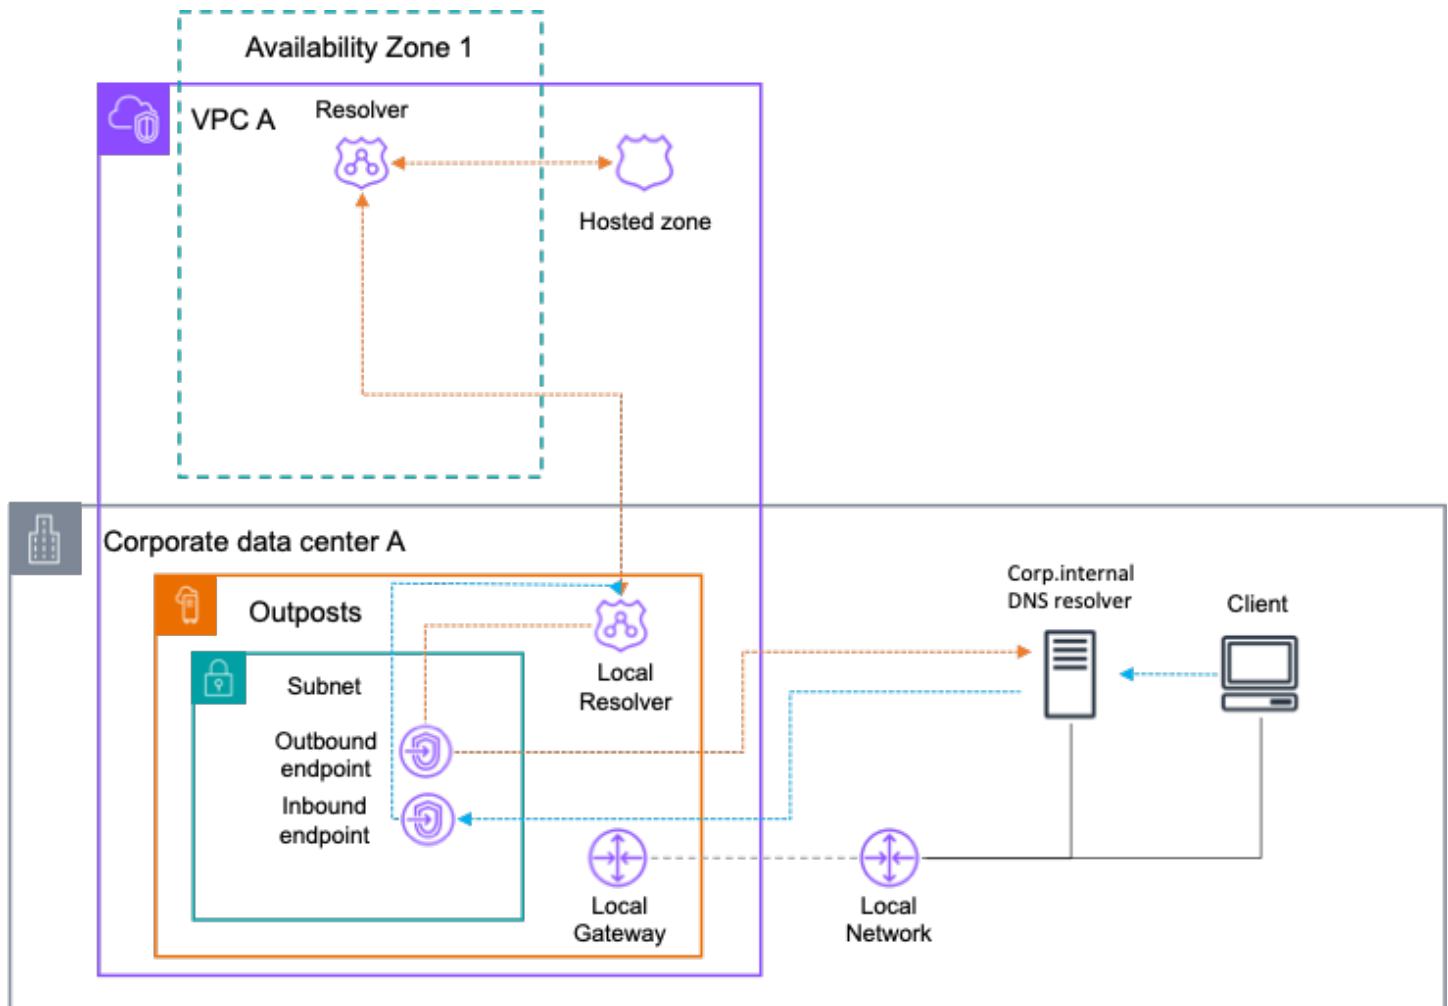 Availability Zone 1
VPC A
Resolver
Hosted zone
Corporate data center A
Outposts
Subnet
Local
Resolver
Outbound
endpoint
Inbound
endpoint
Local
Gateway
Local
Network
Corp.internal
DNS resolver
Client